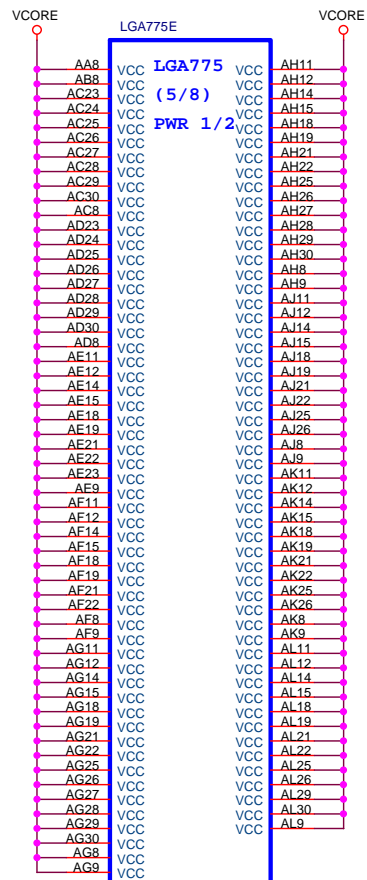 VCORE VCORE
LGA775E
AA8 VCC LGA775 VCC AH11
AB8 VCC VCC AH12
AC23 VCC (5/8) VCC AH14
AC24 VCC VCC AH15
AC25 VCC PWR 1/2 VCC AH18
AC26 VCC VCC AH19
AC27 VCC VCC AH21
AC28 VCC VCC AH22
AC29 VCC VCC AH25
AC30 VCC VCC AH26
AC8 VCC VCC AH27
AD23 VCC VCC AH28
AD24 VCC VCC AH29
AD25 VCC VCC AH30
AD26 VCC VCC AH8
AD27 VCC VCC AH9
AD28 VCC VCC AJ11
AD29 VCC VCC AJ12
AD30 VCC VCC AJ14
AD8 VCC VCC AJ15
AE11 VCC VCC AJ18
AE12 VCC VCC AJ19
AE14 VCC VCC AJ21
AE15 VCC VCC AJ22
AE18 VCC VCC AJ25
AE19 VCC VCC AJ26
AE21 VCC VCC AJ8
AE22 VCC VCC AJ9
AE23 VCC VCC AK11
AE9 VCC VCC AK12
AF11 VCC VCC AK14
AF12 VCC VCC AK15
AF14 VCC VCC AK18
AF15 VCC VCC AK19
AF18 VCC VCC AK21
AF19 VCC VCC AK22
AF21 VCC VCC AK25
AF22 VCC VCC AK26
AF8 VCC VCC AK8
AF9 VCC VCC AK9
AG11 VCC VCC AL11
AG12 VCC VCC AL12
AG14 VCC VCC AL14
AG15 VCC VCC AL15
AG18 VCC VCC AL18
AG19 VCC VCC AL19
AG21 VCC VCC AL21
AG22 VCC VCC AL22
AG25 VCC VCC AL25
AG26 VCC VCC AL26
AG27 VCC VCC AL29
AG28 VCC VCC AL30
AG29 VCC VCC AL9
AG30 VCC
AG8 VCC
AG9 VCC